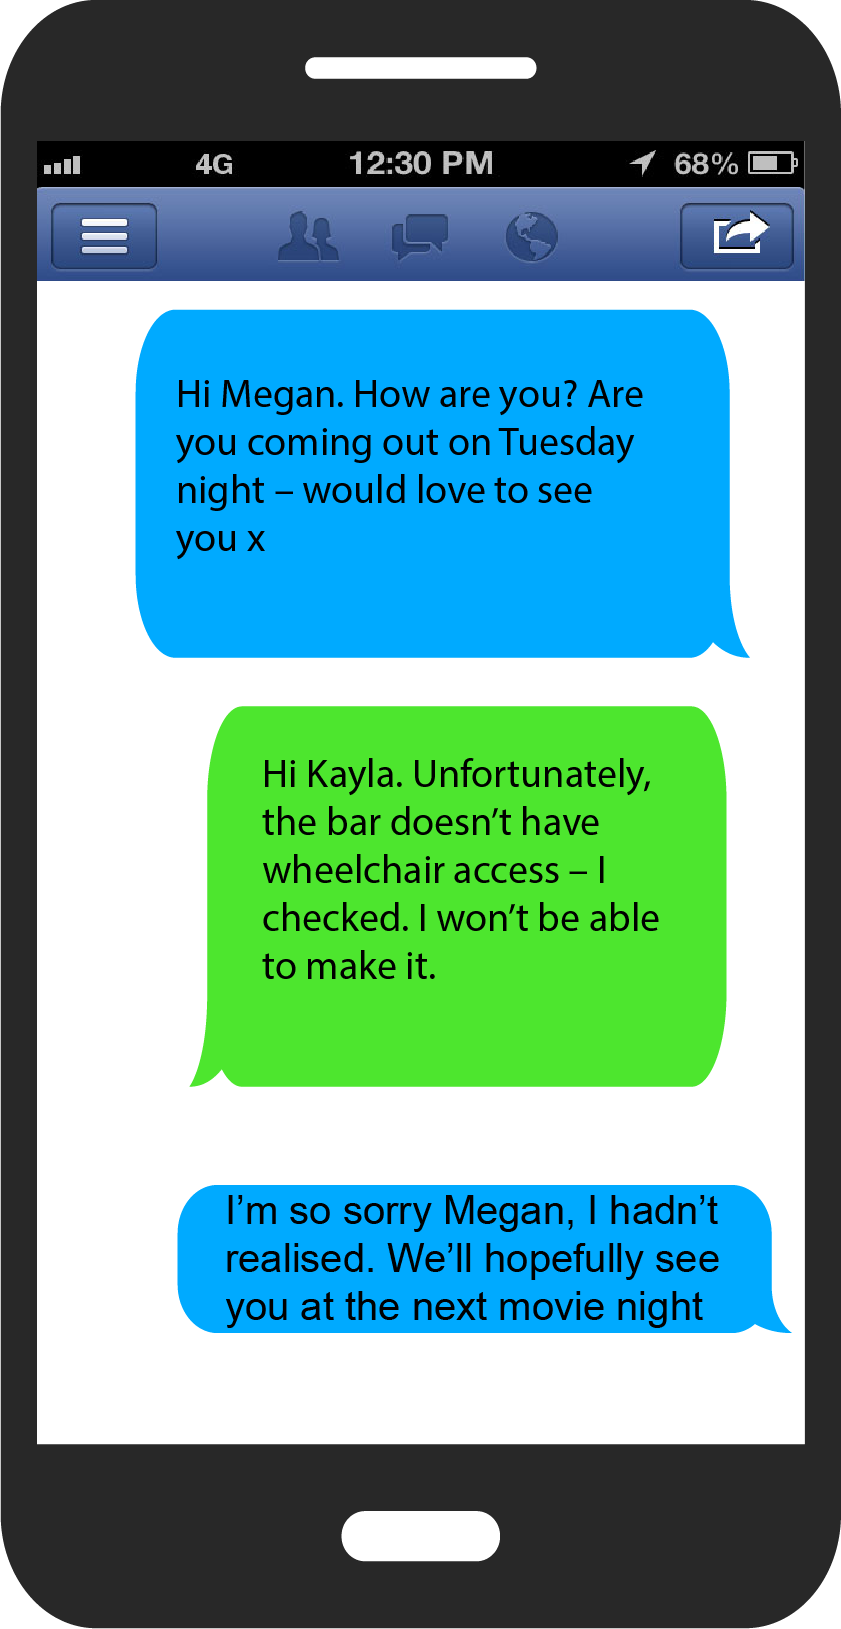 4G 12:30 PM 68%
Hi Megan. How are you? Are
you coming out on Tuesday
night – would love to see
you x
Hi Kayla. Unfortunately,
the bar doesn’t have
wheelchair access – I
checked. I won’t be able
to make it.
I’m so sorry Megan, I hadn’t
realised. We’ll hopefully see
you at the next movie night